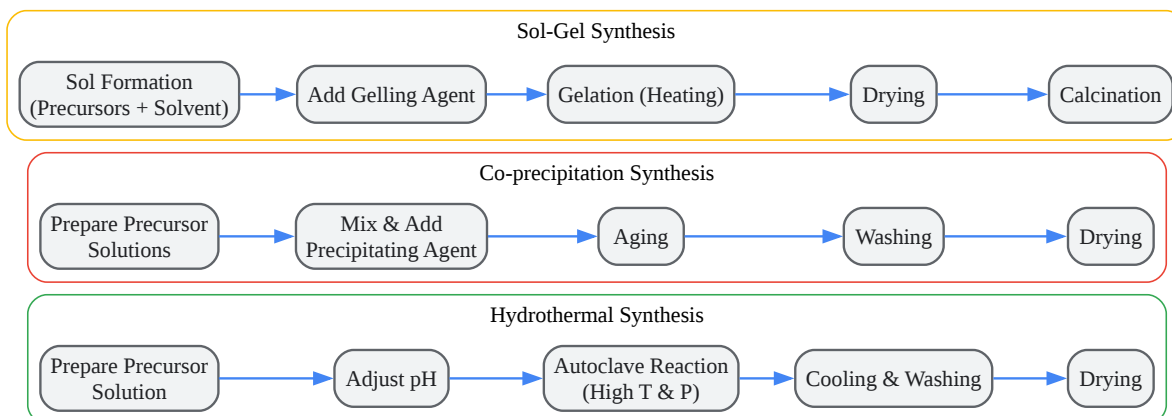 Sol-Gel Synthesis
Sol Formation
(Precursors + Solvent)
Add Gelling Agent
Gelation (Heating)
Drying
Calcination
Co-precipitation Synthesis
Prepare Precursor
Solutions
Mix & Add
Precipitating Agent
Aging
Washing
Drying
Hydrothermal Synthesis
Prepare Precursor
Solution
Adjust pH
Autoclave Reaction
(High T & P)
Cooling & Washing
Drying